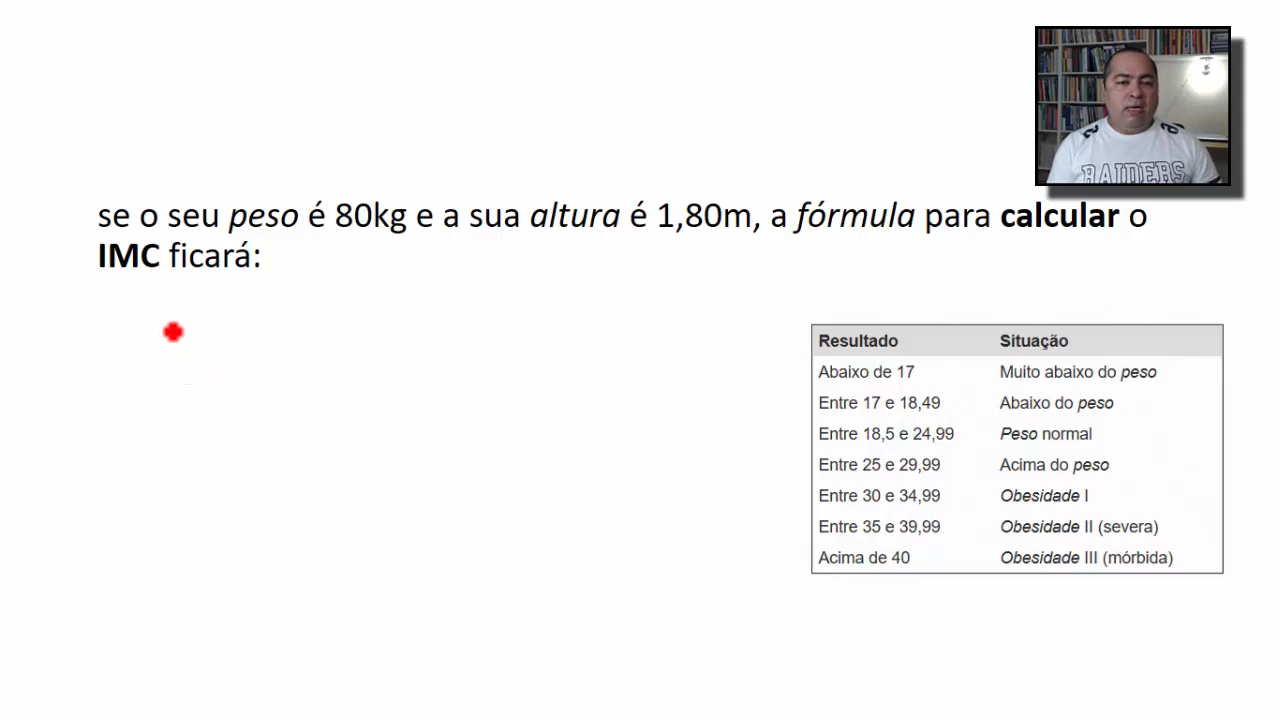 RAIDERS
se o seu peso é 80kg e a sua altura é 1,80m, a fórmula para calcular o
IMC ficará:
Resultado Situação
Abaixo de 17 Muito abaixo do peso
Entre 17 e 18,49 Abaixo do peso
Entre 18,5 e 24,99 Peso normal
Entre 25 e 29,99 Acima do peso
Entre 30 e 34,99 Obesidade I
Entre 35 e 39,99 Obesidade II (severa)
Acima de 40 Obesidade III (mórbida)